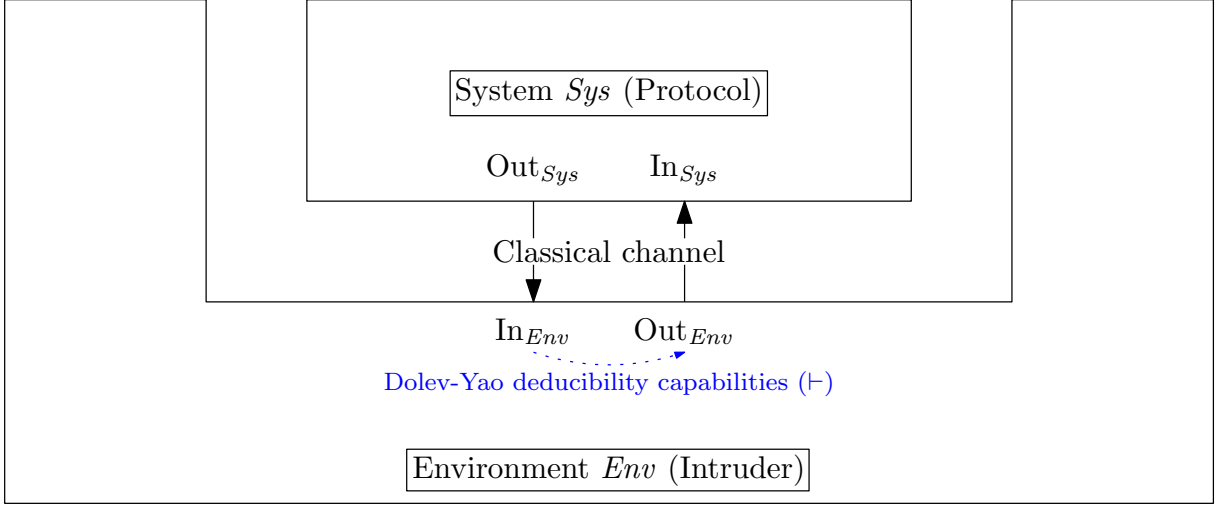 System Sys (Protocol)
Out_Sys In_Sys
Classical channel
In_Env Out_Env
Dolev-Yao deducibility capabilities (⊢)
Environment Env (Intruder)